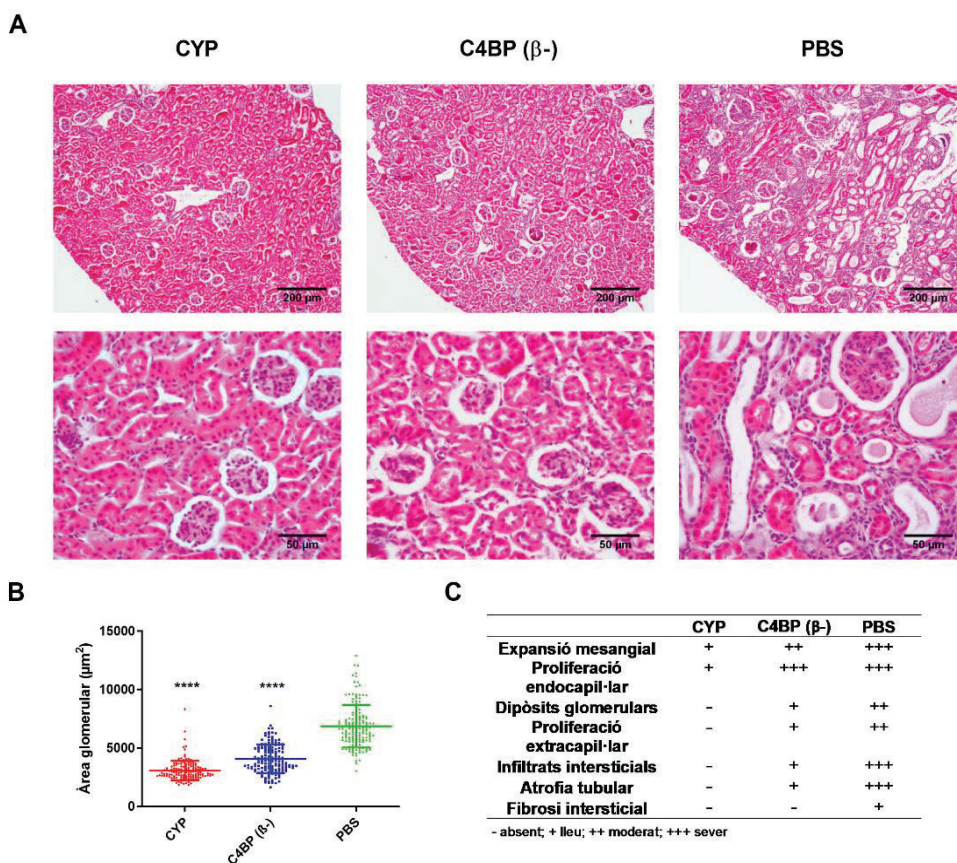 A
CYP C4BP (β-) PBS
200 µm 200 µm 200 µm
50 µm 50 µm 50 µm
B
Àrea glomerular (µm²)
15000
10000
5000
0
**** ****
CYP C4BP (ß-) PBS
C
CYP C4BP (β-) PBS
Expansió mesangial + ++ +++
Proliferació + +++ +++
endocapil·lar
Dipòsits glomerulars - + ++
Proliferació - + ++
extracapil·lar
Infiltrats intersticials - + +++
Atrofia tubular - + +++
Fibrosi intersticial - - +
- absent; + lleu; ++ moderat; +++ sever